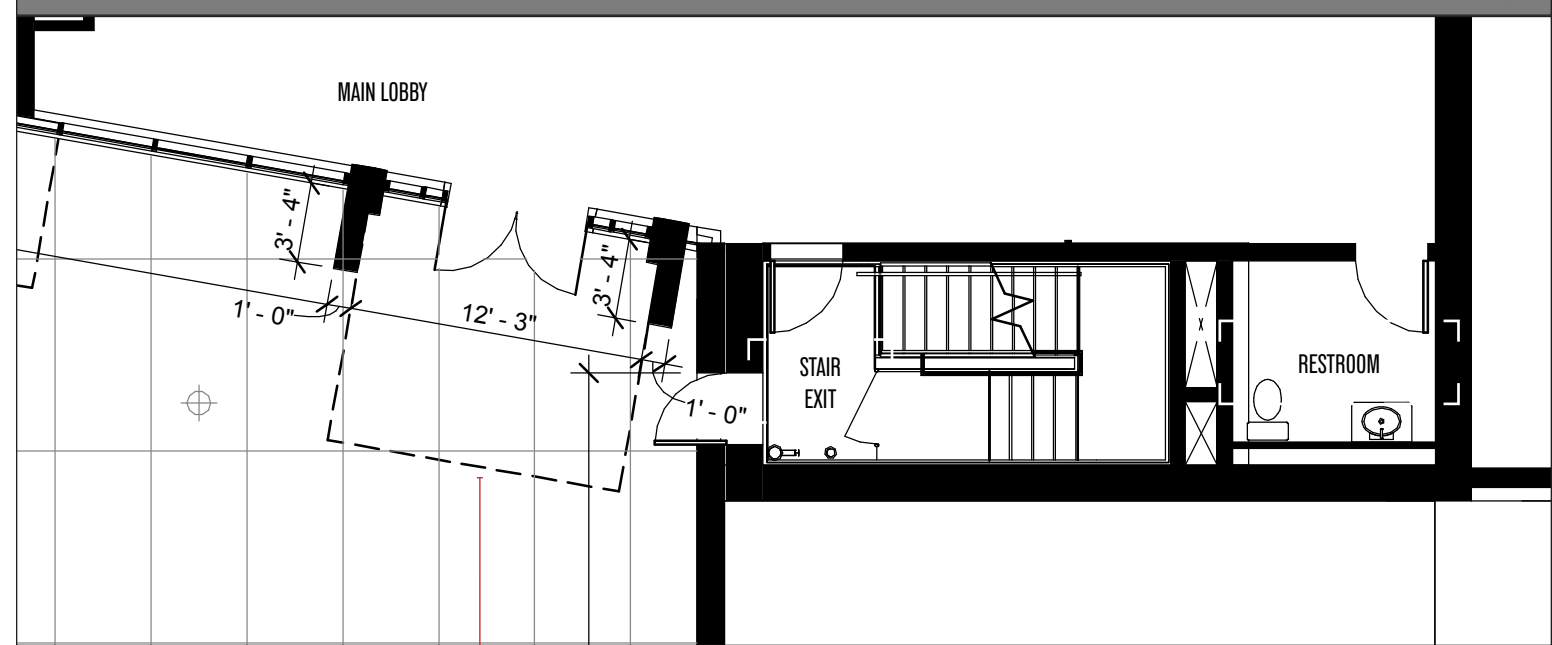 MAIN LOBBY
3' - 4"
3' - 4"
1' - 0"
12' - 3"
X
STAIR
EXIT
RESTROOM
1' - 0"